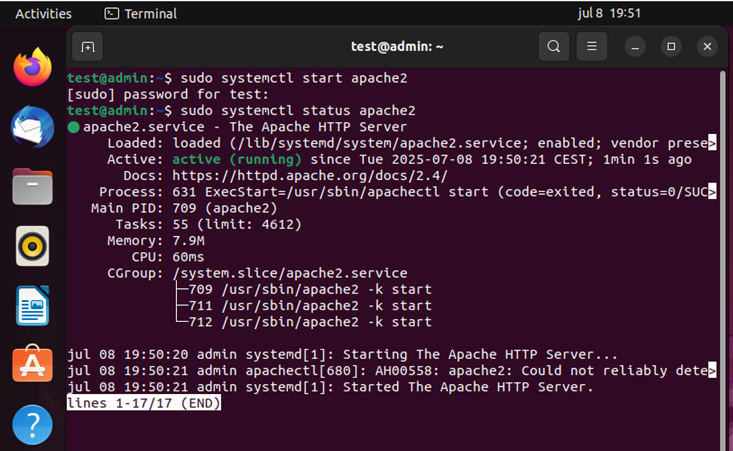 Activities Terminal jul 8 19:51
test@admin: ~
test@admin:~$ sudo systemctl start apache2
[sudo] password for test:
test@admin:~$ sudo systemctl status apache2
● apache2.service - The Apache HTTP Server
Loaded: loaded (/lib/systemd/system/apache2.service; enabled; vendor prese>
Active: active (running) since Tue 2025-07-08 19:50:21 CEST; 1min 1s ago
Docs: https://httpd.apache.org/docs/2.4/
Process: 631 ExecStart=/usr/sbin/apachectl start (code=exited, status=0/SUC>
Main PID: 709 (apache2)
Tasks: 55 (limit: 4612)
Memory: 7.9M
CPU: 60ms
CGroup: /system.slice/apache2.service
├─709 /usr/sbin/apache2 -k start
├─711 /usr/sbin/apache2 -k start
└─712 /usr/sbin/apache2 -k start
jul 08 19:50:20 admin systemd[1]: Starting The Apache HTTP Server...
jul 08 19:50:21 admin apachectl[680]: AH00558: apache2: Could not reliably dete>
jul 08 19:50:21 admin systemd[1]: Started The Apache HTTP Server.
lines 1-17/17 (END)